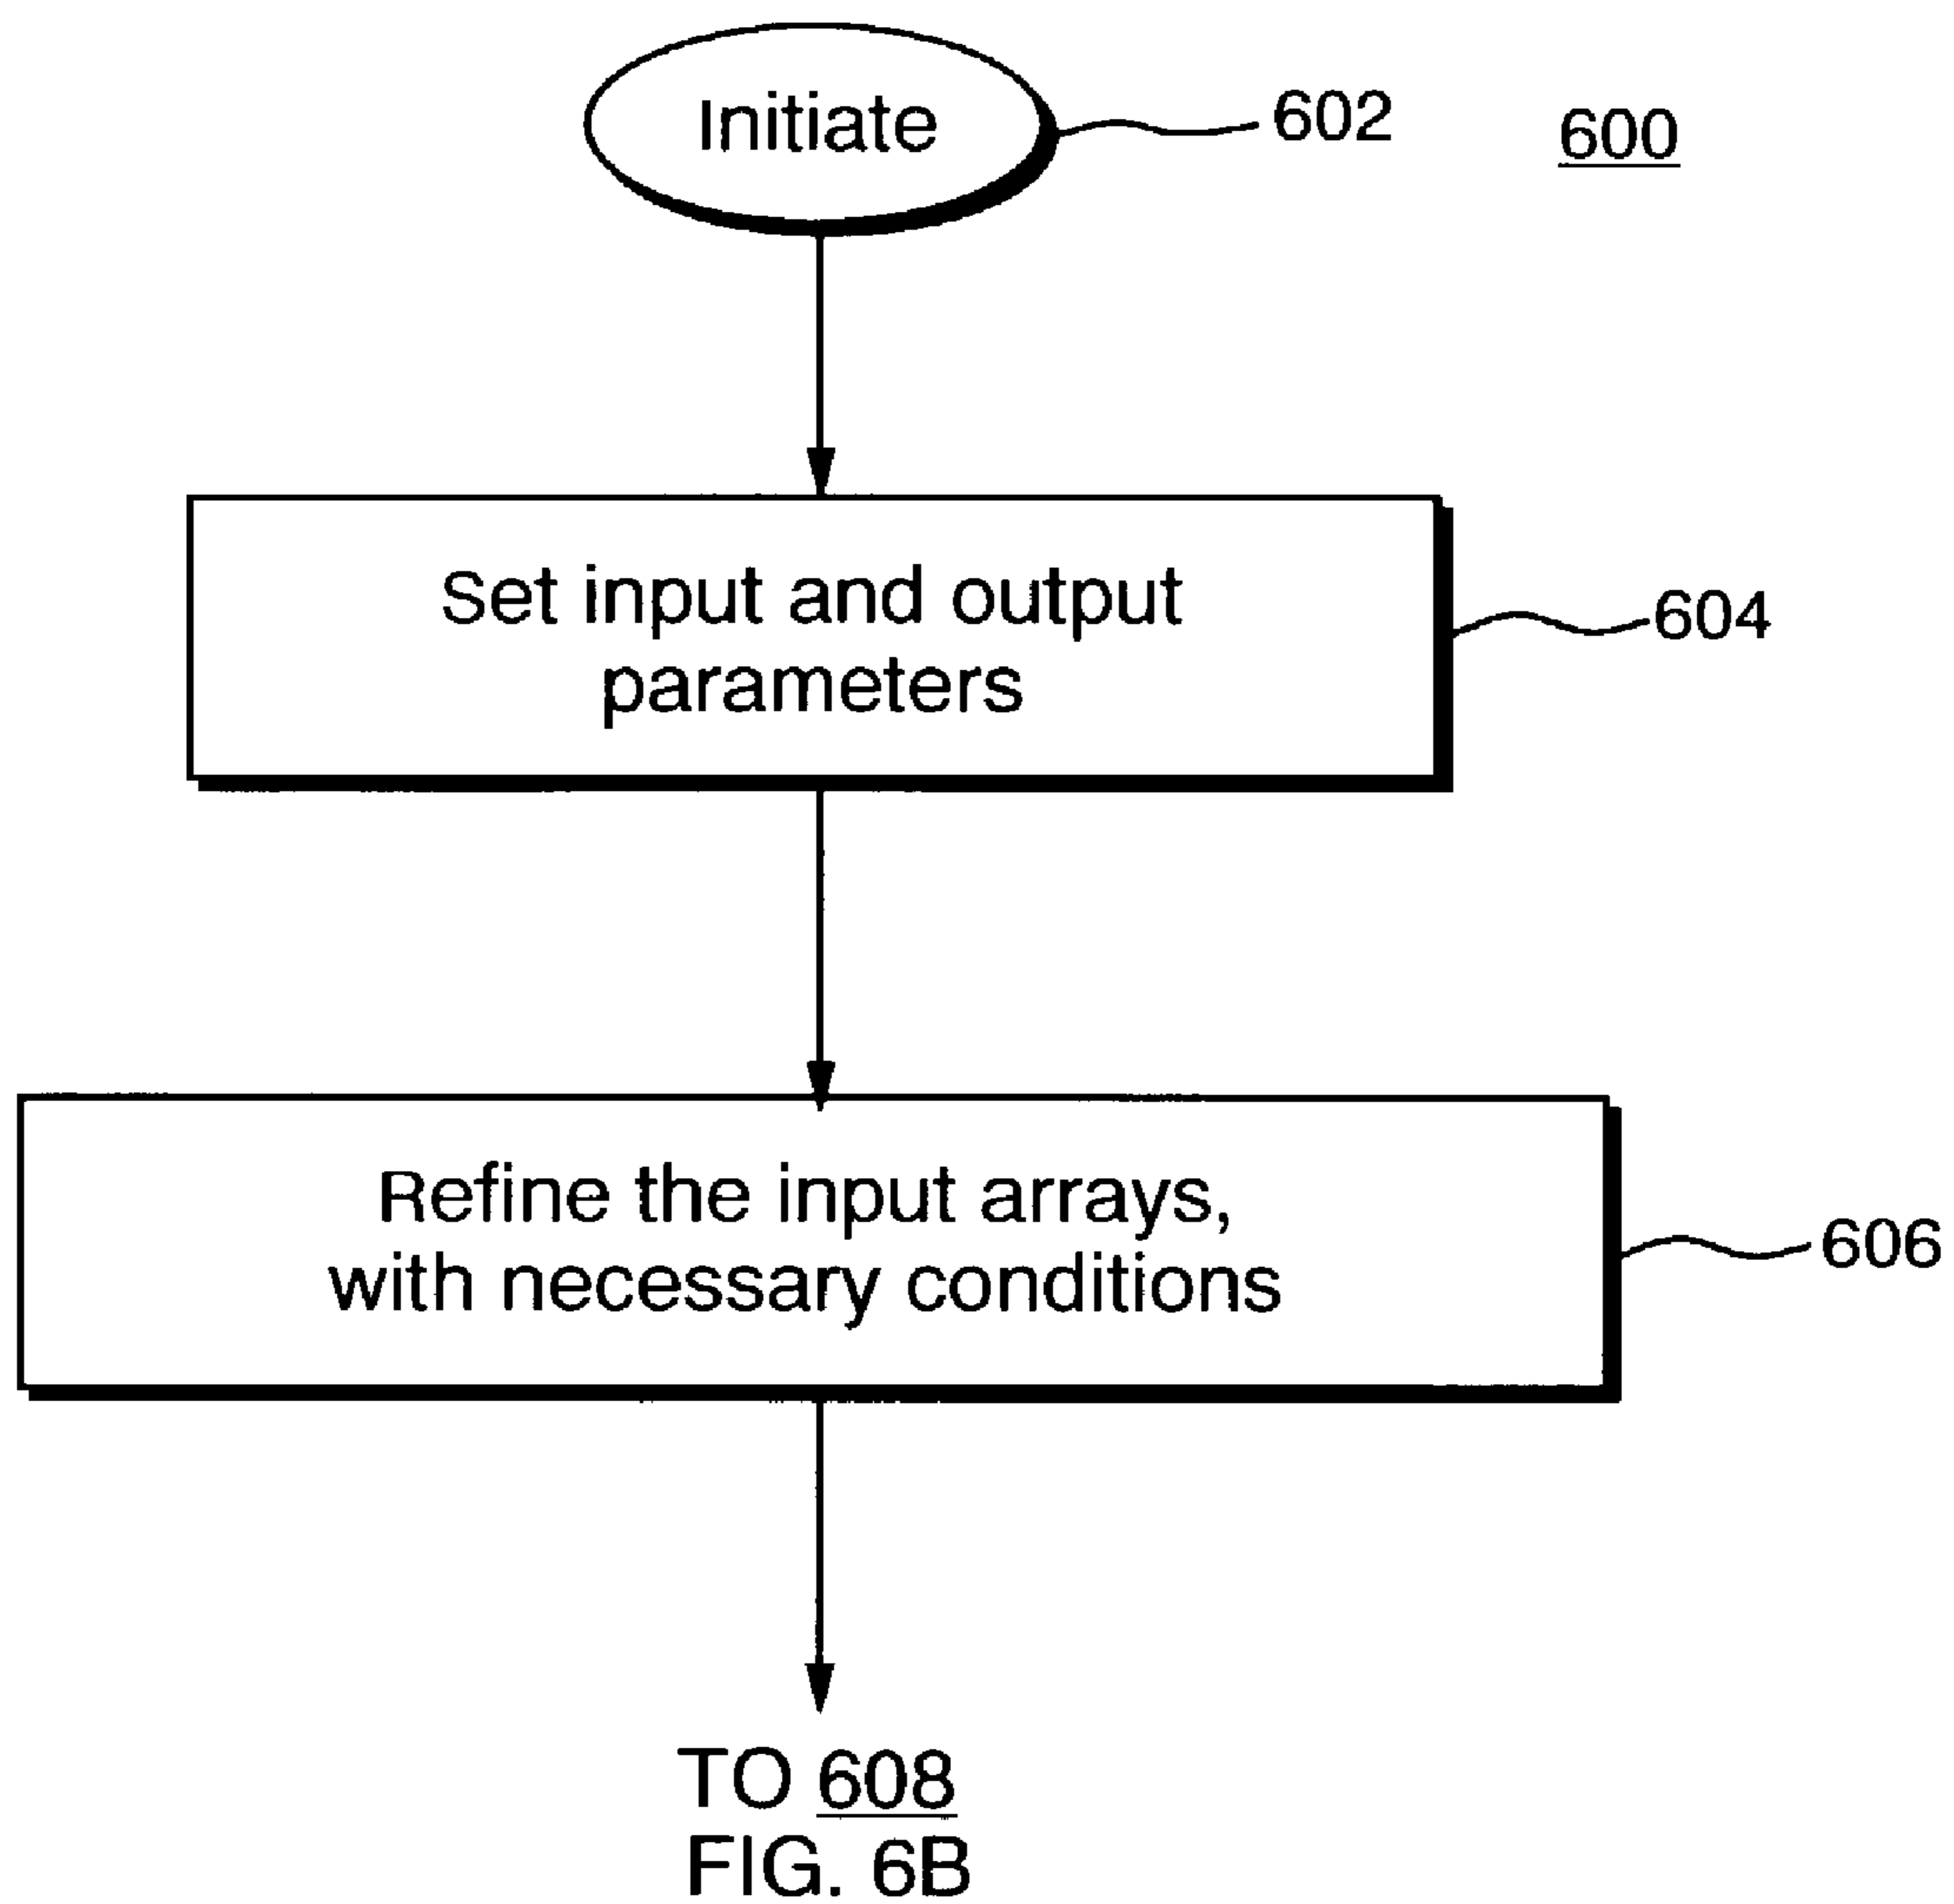 Initiate
602
600
Set input and output
parameters
604
Refine the input arrays,
with necessary conditions
606
TO 608
FIG. 6B